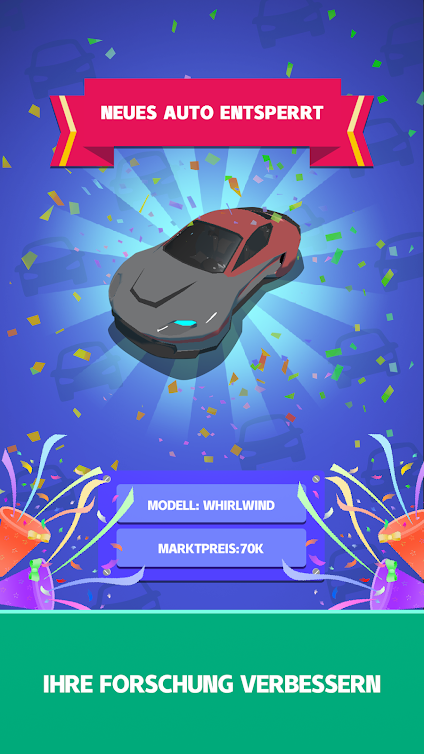 NEUES AUTO ENTSPERRT
MODELL: WHIRLWIND
MARKTPREIS:70K
IHRE FORSCHUNG VERBESSERN